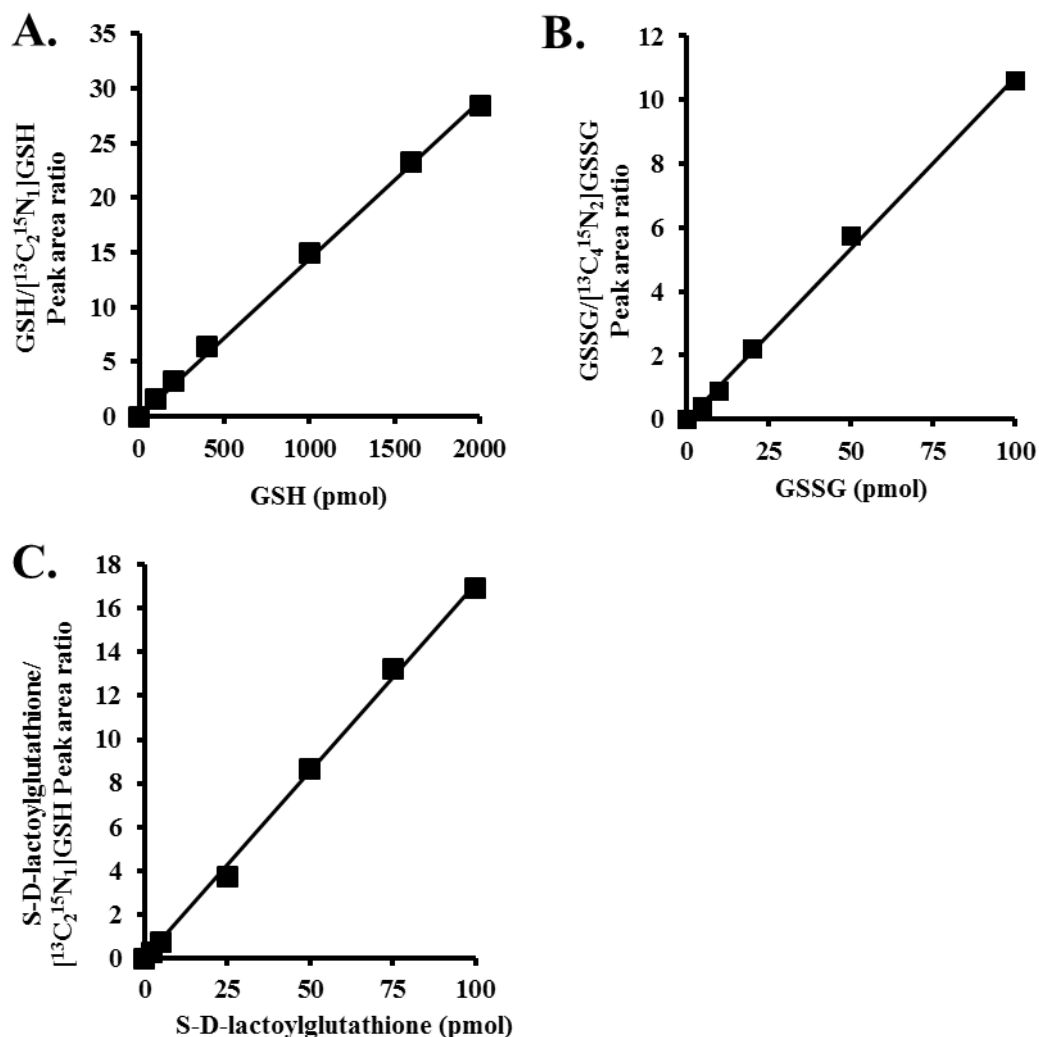 A.
35
30
25
20
15
10
5
0
GSH/[¹³C₂¹⁵N₁]GSH
Peak area ratio
0 500 1000 1500 2000
GSH (pmol)
B.
12
10
8
6
4
2
0
GSSG/[¹³C₄¹⁵N₂]GSSG
Peak area ratio
0 25 50 75 100
GSSG (pmol)
C.
18
16
14
12
10
8
6
4
2
0
S-D-lactoylglutathione/
[¹³C₂¹⁵N₁]GSH Peak area ratio
0 25 50 75 100
S-D-lactoylglutathione (pmol)